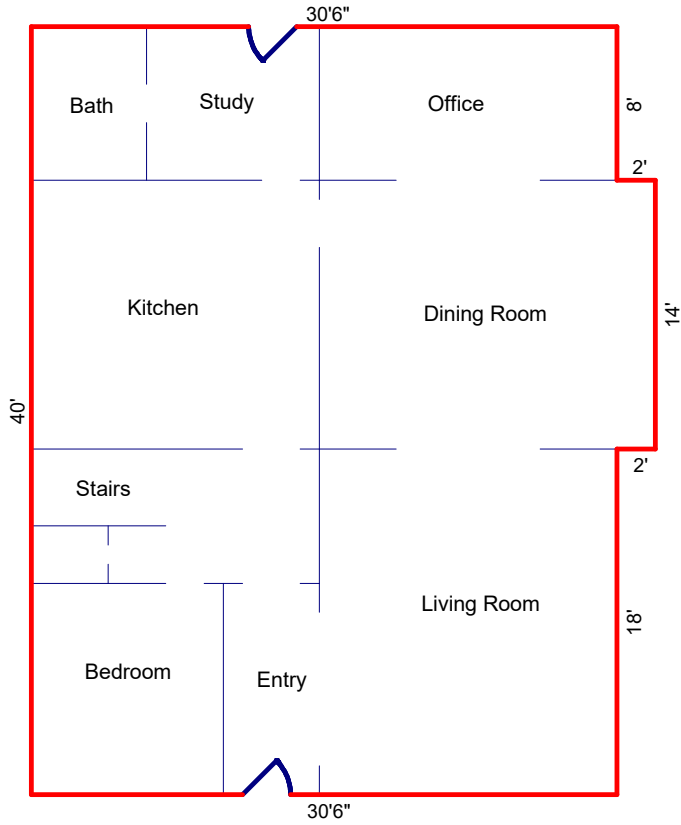 30'6"
Bath
Study
Office
8'
2'
Kitchen
Dining Room
14'
40'
2'
Stairs
Living Room
18'
Bedroom
Entry
30'6"